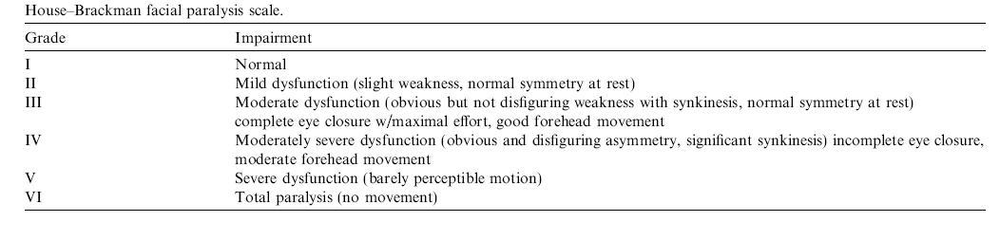 House–Brackman facial paralysis scale.
Grade Impairment
I Normal
II Mild dysfunction (slight weakness, normal symmetry at rest)
III Moderate dysfunction (obvious but not disfiguring weakness with synkinesis, normal symmetry at rest)
complete eye closure w/maximal effort, good forehead movement
IV Moderately severe dysfunction (obvious and disfiguring asymmetry, significant synkinesis) incomplete eye closure,
moderate forehead movement
V Severe dysfunction (barely perceptible motion)
VI Total paralysis (no movement)